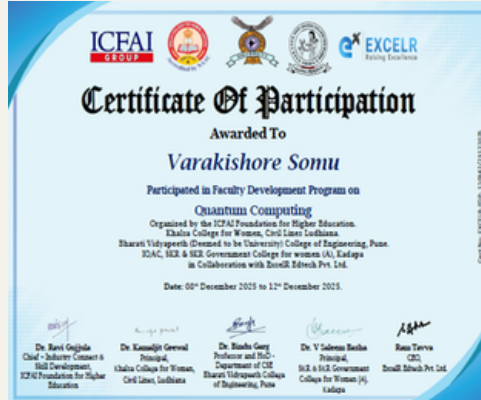 ICFAI
GROUP
EXCELR
Raising Excellence
Certificate Of Participation
Awarded To
Varakishore Somu
Participated in Faculty Development Program on
Quantum Computing
Organized by the ICFAI Foundation for Higher Education.
Khalsa College for Women, Civil Lines Ludhiana.
Bharati Vidyapeeth (Deemed to be University) College of Engineering, Pune.
IQAC, SKR & SKR Government College for women (A), Kadapa
in Collaboration with ExcelR Edtech Pvt. Ltd.
Date: 08th December 2025 to 12th December 2025.
Dr. Ravi Gujjula
Chief - Industry Connect &
Skill Development,
ICFAI Foundation for Higher
Education
Dr. Kamaljit Grewal
Principal,
Khalsa College for Women,
Civil Lines, Ludhiana
Dr. Bindu Garg
Professor and HoD -
Department of CSE
Bharati Vidyapeeth College
of Engineering, Pune
Dr. V Saleem Basha
Principal,
SKR & SKR Government
College for Women (A),
Kadapa
Ram Tavva
CEO,
ExcelR Edtech Pvt. Ltd.